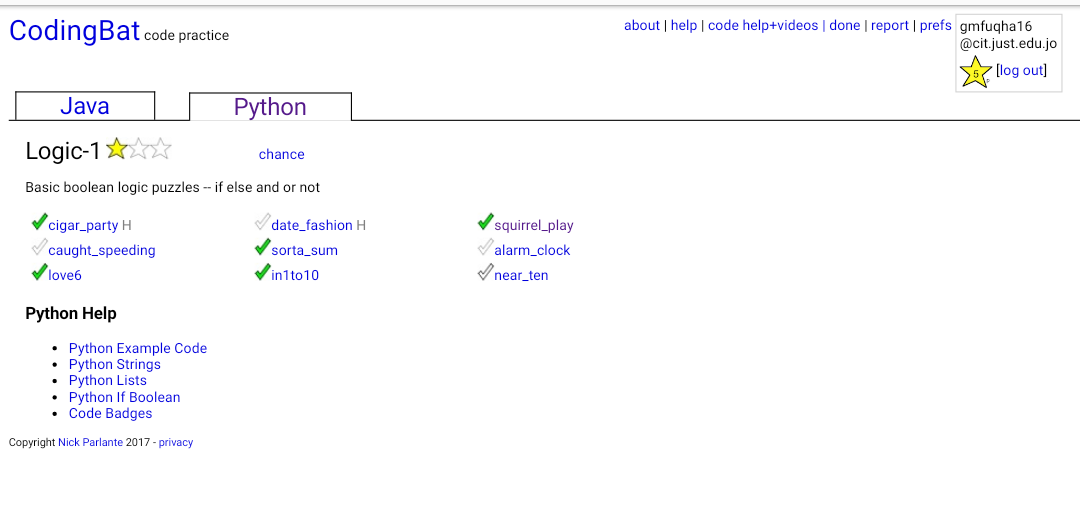 CodingBat code practice
about | help | code help+videos | done | report | prefs
gmfuqha16
@cit.just.edu.jo
5 [log out]
Java
Python
Logic-1
chance
Basic boolean logic puzzles -- if else and or not
cigar_party H date_fashion H squirrel_play
caught_speeding sorta_sum alarm_clock
love6 in1to10 near_ten
Python Help
• Python Example Code
• Python Strings
• Python Lists
• Python If Boolean
• Code Badges
Copyright Nick Parlante 2017 - privacy